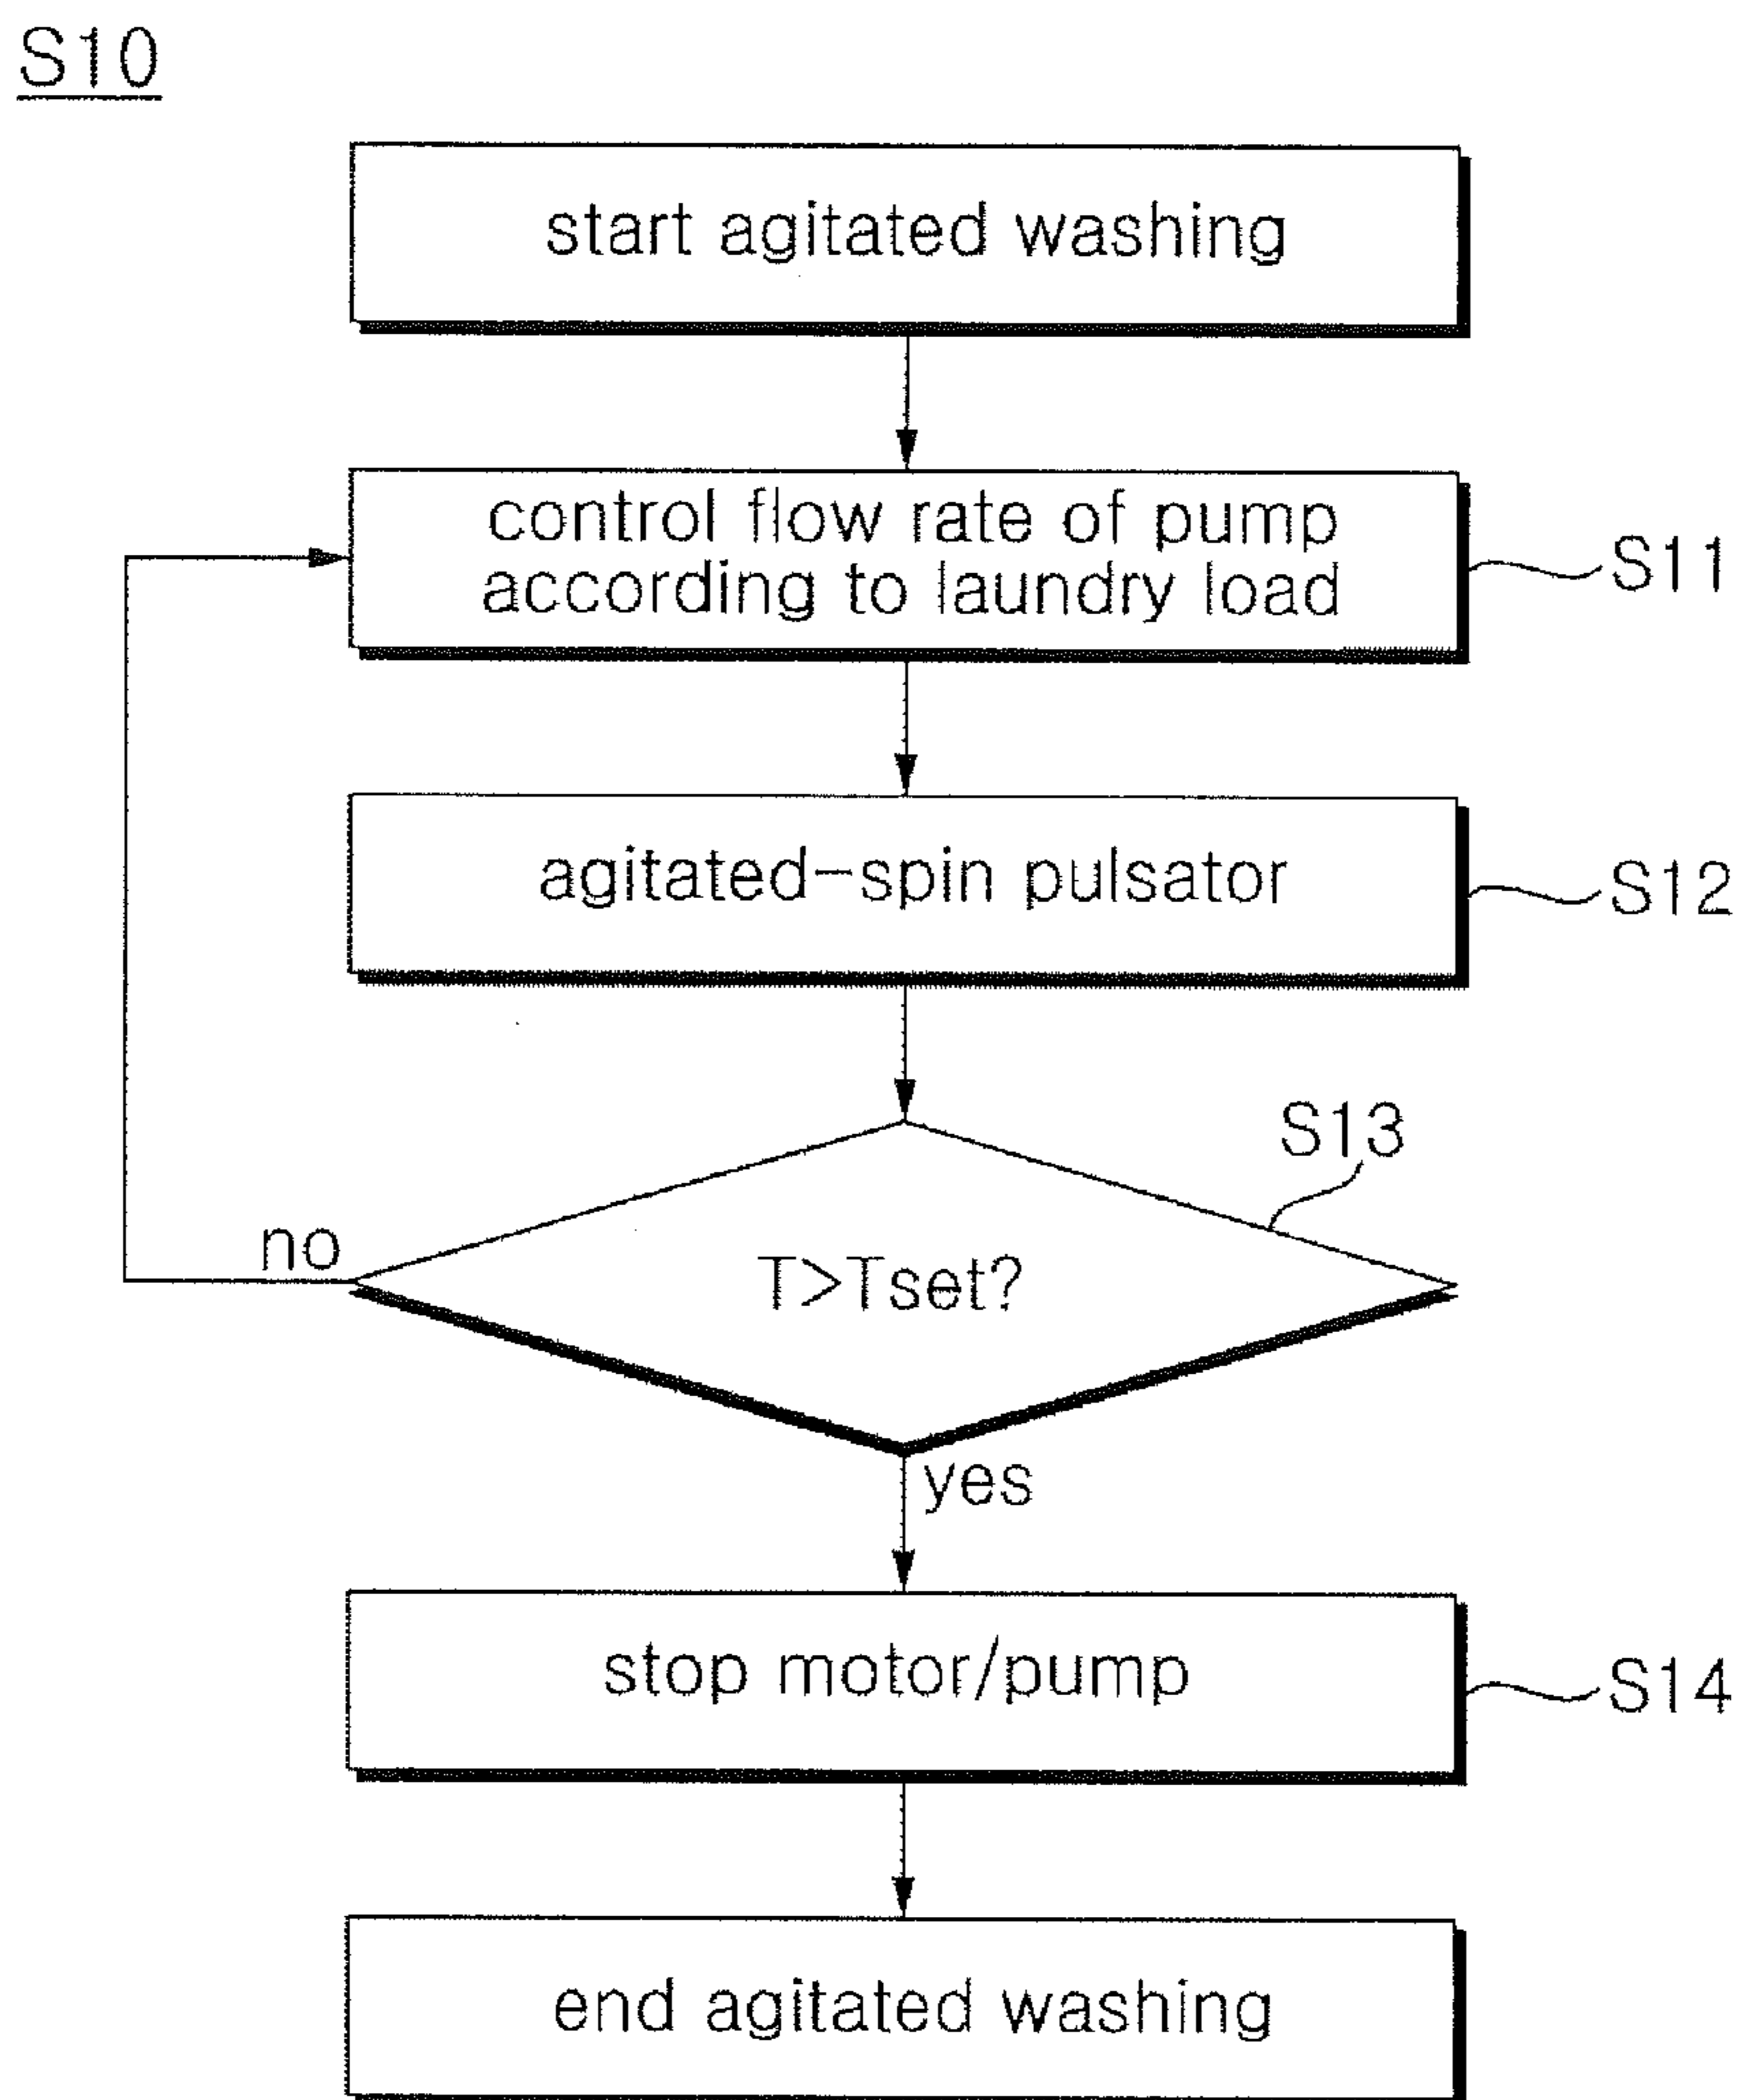 S10
start agitated washing
control flow rate of pump
according to laundry load
S11
agitated-spin pulsator
S12
S13
T>Tset?
no
yes
stop motor/pump
S14
end agitated washing